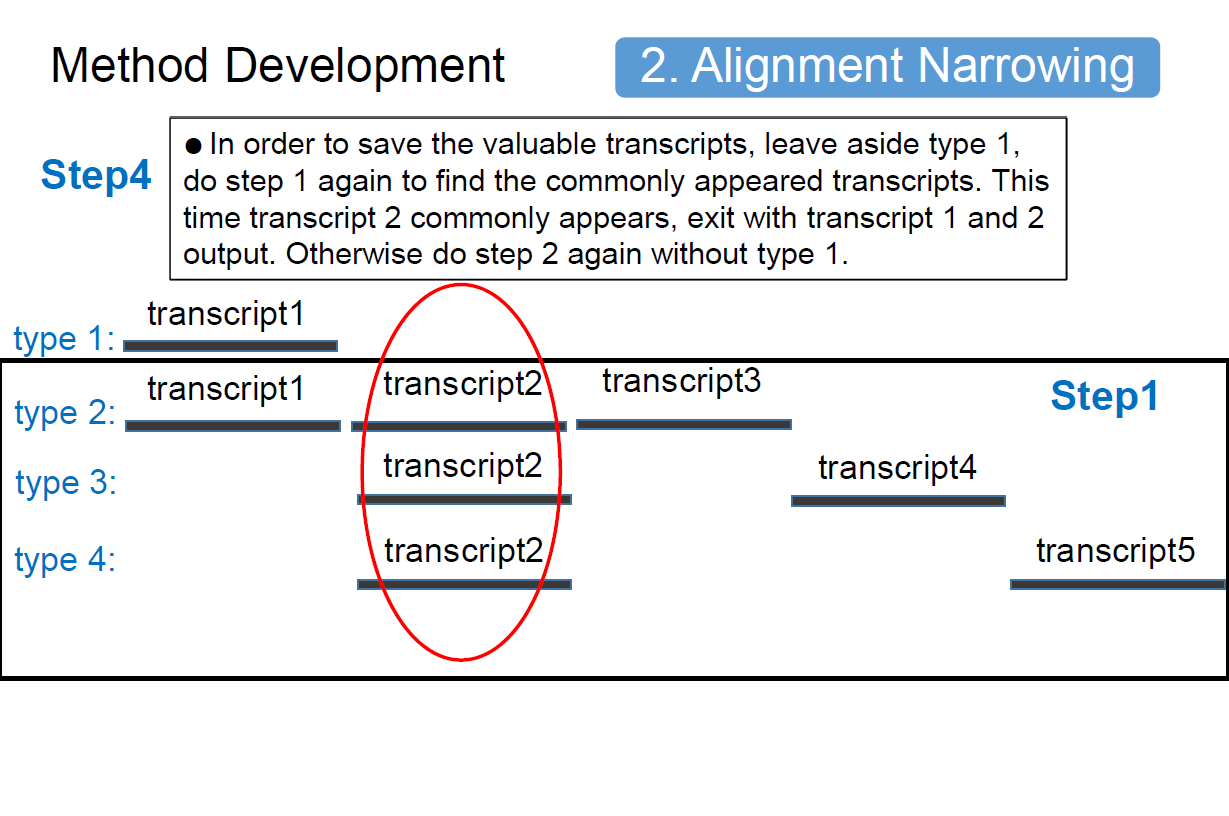 Method Development
2. Alignment Narrowing
Step4
● In order to save the valuable transcripts, leave aside type 1,
do step 1 again to find the commonly appeared transcripts. This
time transcript 2 commonly appears, exit with transcript 1 and 2
output. Otherwise do step 2 again without type 1.
type 1:
transcript1
type 2:
transcript1
transcript2
transcript3
Step1
type 3:
transcript2
transcript4
type 4:
transcript2
transcript5